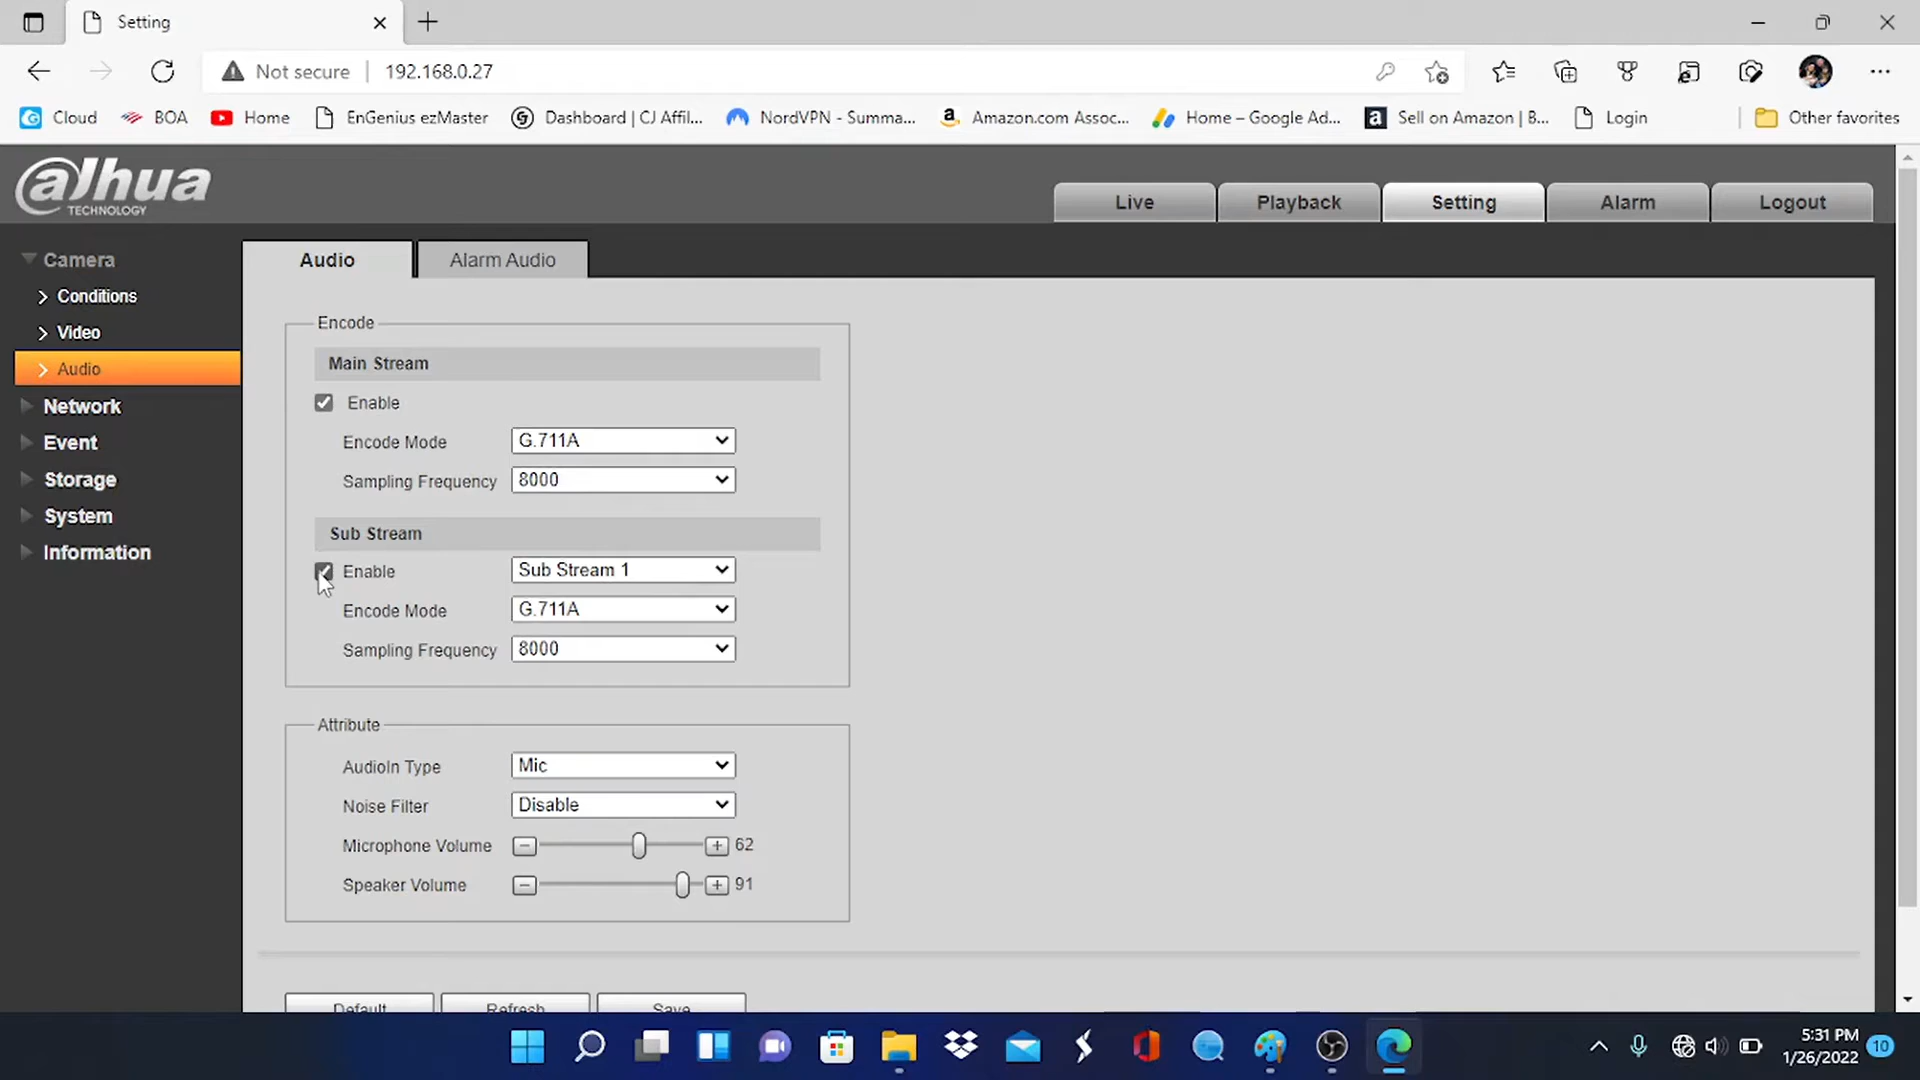 Setting
Not secure
192.168.0.27
Cloud
BOA
Home
EnGenius ezMaster
Dashboard | CJ Affil...
NordVPN - Summa...
Amazon.com Assoc...
Home – Google Ad...
Sell on Amazon | B...
Login
Other favorites
alhua
TECHNOLOGY
Live
Playback
Setting
Alarm
Logout
Camera
Conditions
Video
Audio
Network
Event
Storage
System
Information
Audio
Alarm Audio
Encode
Main Stream
Enable
Encode Mode
G.711A
Sampling Frequency
8000
Sub Stream
Enable
Sub Stream 1
Encode Mode
G.711A
Sampling Frequency
8000
Attribute
AudioIn Type
Mic
Noise Filter
Disable
Microphone Volume
62
Speaker Volume
91
Default
Refresh
Save
5:31 PM
1/26/2022
10